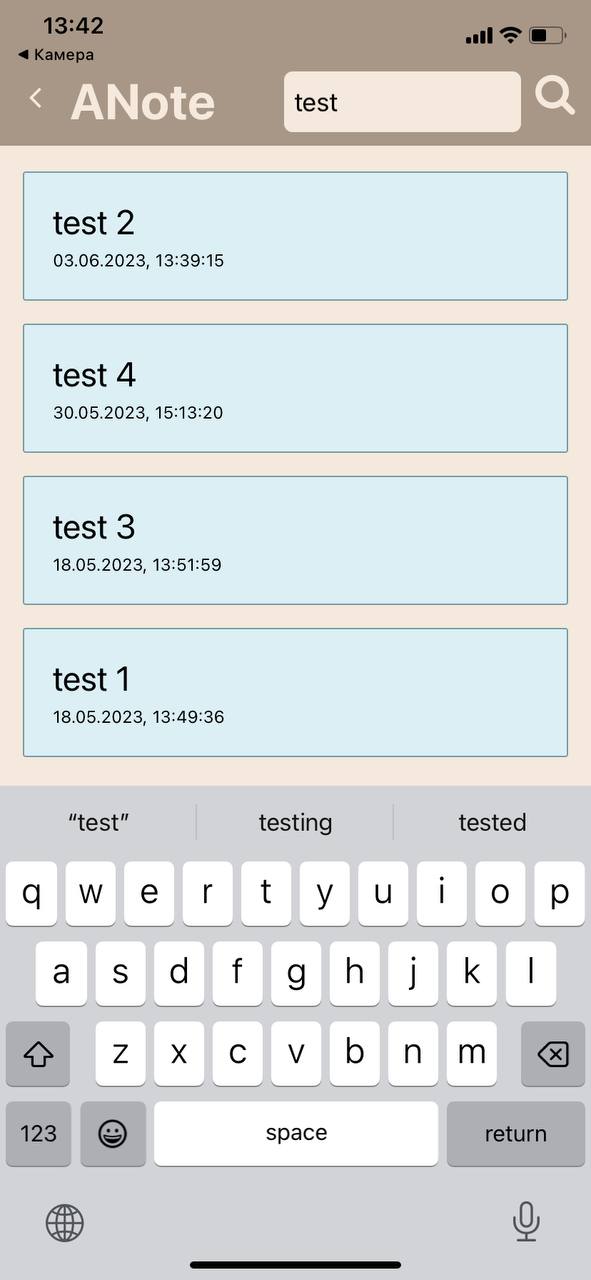 13:42
◀ Камера
ANote
test
test 2
03.06.2023, 13:39:15
test 4
30.05.2023, 15:13:20
test 3
18.05.2023, 13:51:59
test 1
18.05.2023, 13:49:36
“test” testing tested
q w e r t y u i o p
a s d f g h j k l
z x c v b n m
123 space return